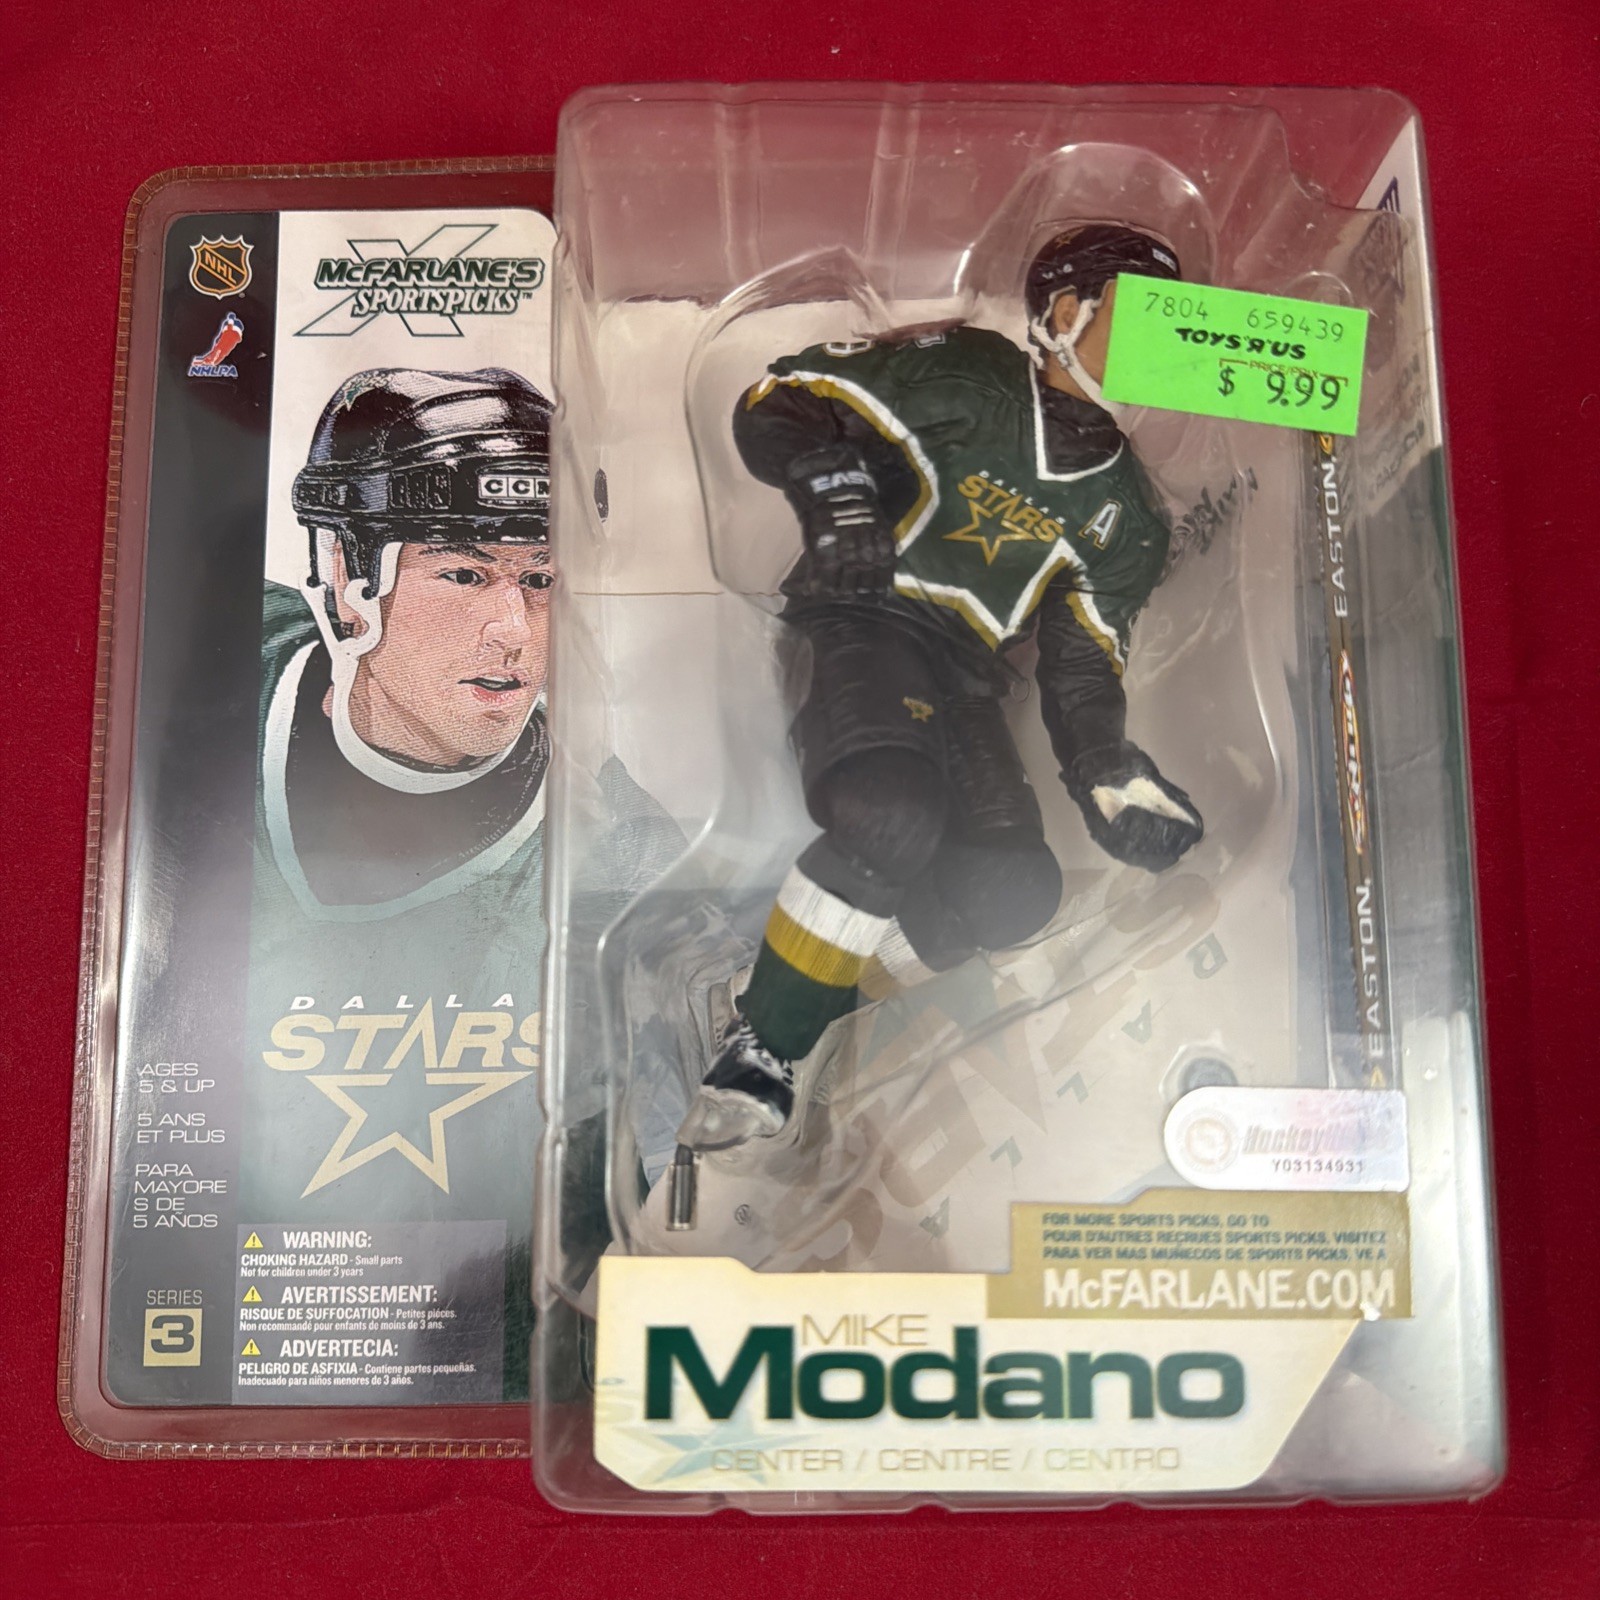 NHL
NHLPA
McFARLANE'S
SPORTSPICKS™
CCM
7804 659439
TOYS"R"US
PRICE/PRIX
$ 9.99
EAST
DALLAS
STARS
A
EASTON.
EASTON.
DALLA
STARS
AGES
5 & UP
5 ANS
ET PLUS
PARA
MAYORE
S DE
5 AÑOS
WARNING:
CHOKING HAZARD - Small parts
Not for children under 3 years
AVERTISSEMENT:
RISQUE DE SUFFOCATION - Petites pièces.
Non recommandé pour enfants de moins de 3 ans.
ADVERTECIA:
PELIGRO DE ASFIXIA - Contiene partes pequeñas.
Inadecuado para niños menores de 3 años.
SERIES
3
Y03134931
FOR MORE SPORTS PICKS, GO TO
POUR D'AUTRES RECRUES SPORTS PICKS, VISITEZ
PARA VER MAS MUÑECOS DE SPORTS PICKS, VE A
McFARLANE.COM
MIKE
Modano
CENTER / CENTRE / CENTRO